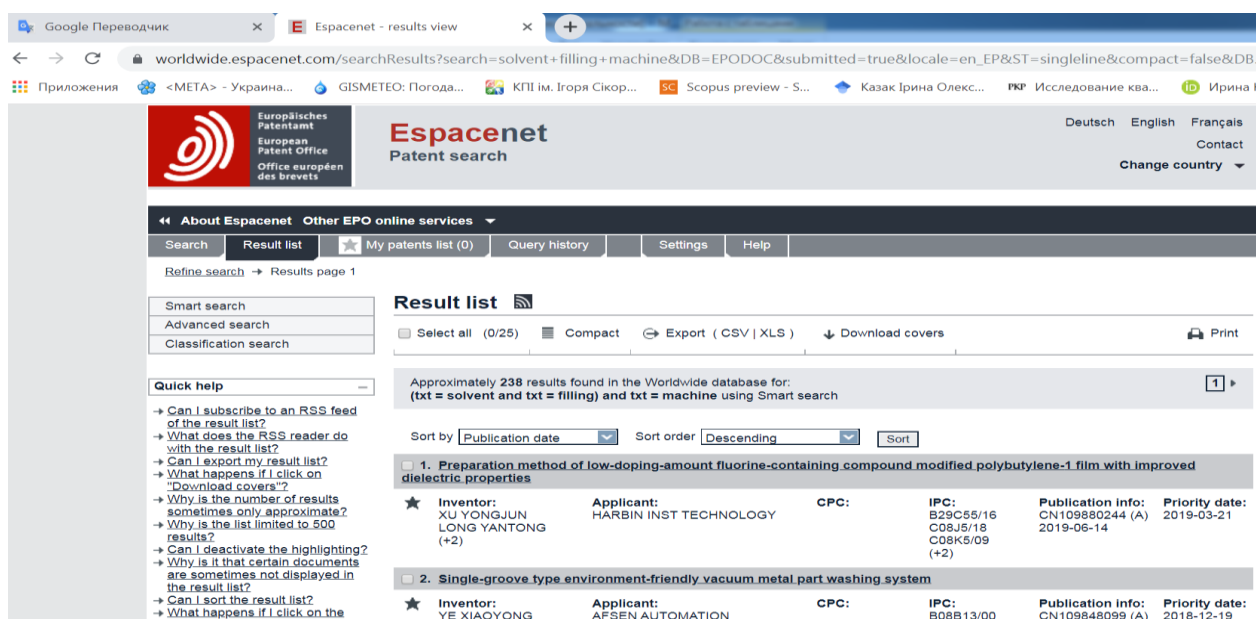 Google Переводчик × Espacenet - results view × +
worldwide.espacenet.com/searchResults?search=solvent+filling+machine&DB=EPODOC&submitted=true&locale=en_EP&ST=singleline&compact=false&DB
Приложения <META> - Украина... GISMETEO: Погода... КПІ ім. Ігоря Сікор... SC Scopus preview - S... Казак Ірина Олекс... РКР Исследование ква... iD Ирина
Europäisches
Patentamt
European
Patent Office
Office européen
des brevets
Espacenet
Patent search
Deutsch English Français
Contact
Change country
About Espacenet Other EPO online services
Search Result list My patents list (0) Query history Settings Help
Refine search → Results page 1
Smart search
Advanced search
Classification search
Quick help –
→ Can I subscribe to an RSS feed
of the result list?
→ What does the RSS reader do
with the result list?
→ Can I export my result list?
→ What happens if I click on
"Download covers"?
→ Why is the number of results
sometimes only approximate?
→ Why is the list limited to 500
results?
→ Can I deactivate the highlighting?
→ Why is it that certain documents
are sometimes not displayed in
the result list?
→ Can I sort the result list?
→ What happens if I click on the
Result list
Select all (0/25) Compact Export ( CSV | XLS ) Download covers Print
Approximately 238 results found in the Worldwide database for:
(txt = solvent and txt = filling) and txt = machine using Smart search
1
Sort by Publication date Sort order Descending Sort
1. Preparation method of low-doping-amount fluorine-containing compound modified polybutylene-1 film with improved
dielectric properties
Inventor: Applicant: CPC: IPC: Publication info: Priority date:
XU YONGJUN HARBIN INST TECHNOLOGY B29C55/16 CN109880244 (A) 2019-03-21
LONG YANTONG C08J5/18 2019-06-14
(+2) C08K5/09
(+2)
2. Single-groove type environment-friendly vacuum metal part washing system
Inventor: Applicant: CPC: IPC: Publication info: Priority date:
YE XIAOYONG AFSEN AUTOMATION B08B13/00 CN109848099 (A) 2018-12-19